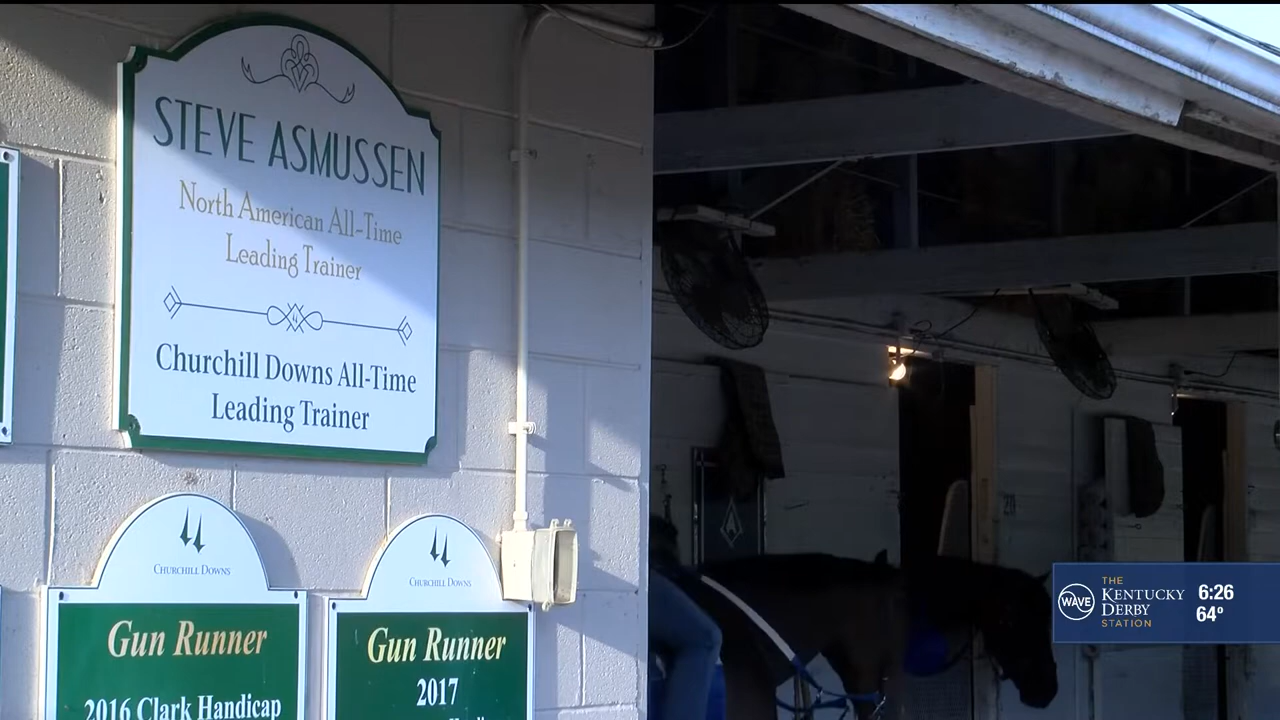 STEVE ASMUSSEN
North American All-Time
Leading Trainer
Churchill Downs All-Time
Leading Trainer
CHURCHILL DOWNS
Gun Runner
2016 Clark Handicap
CHURCHILL DOWNS
Gun Runner
2017
WAVE
THE
KENTUCKY
DERBY
STATION
6:26
64°